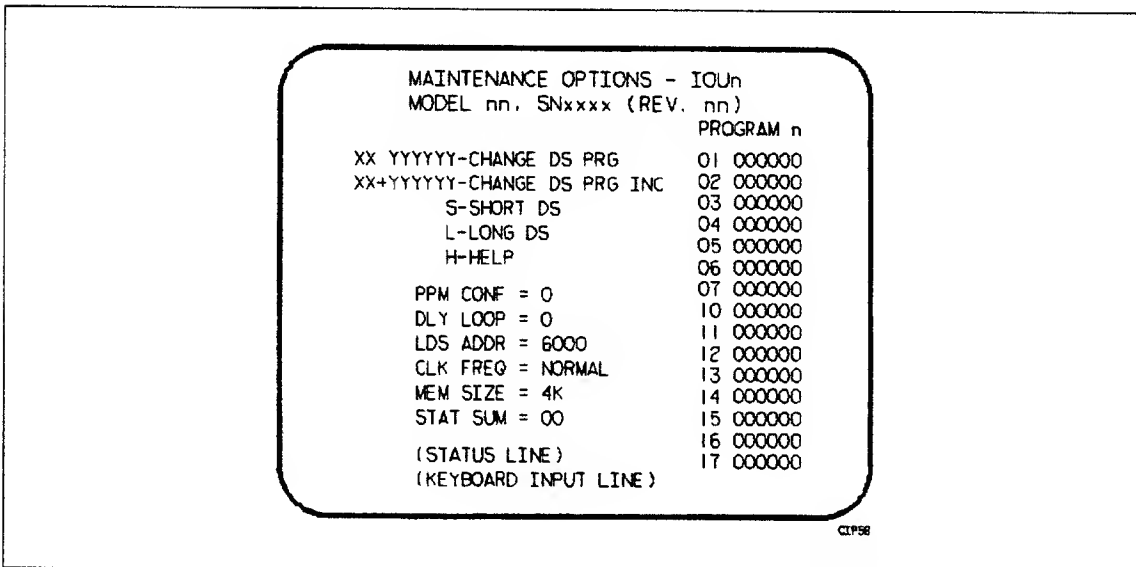 MAINTENANCE OPTIONS - IOUn
MODEL nn, SNxxxx (REV. nn)
PROGRAM n
XX YYYYYY-CHANGE DS PRG
XX+YYYYYY-CHANGE DS PRG INC
S-SHORT DS
L-LONG DS
H-HELP
PPM CONF = 0
DLY LOOP = 0
LDS ADDR = 6000
CLK FREQ = NORMAL
MEM SIZE = 4K
STAT SUM = 00
(STATUS LINE)
(KEYBOARD INPUT LINE)
01 000000
02 000000
03 000000
04 000000
05 000000
06 000000
07 000000
10 000000
11 000000
12 000000
13 000000
14 000000
15 000000
16 000000
17 000000
CIP58